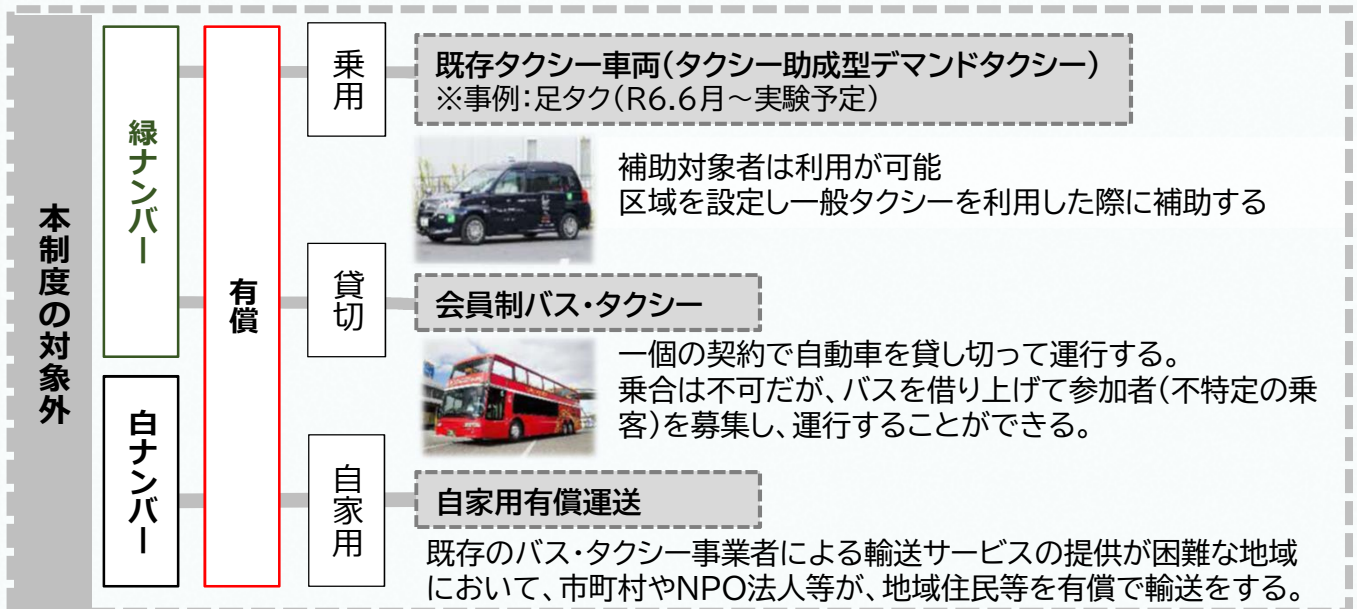 本制度の対象外
緑ナンバー
白ナンバー
有償
乗用
既存タクシー車両(タクシー助成型デマンドタクシー)
※事例:足タク(R6.6月~実験予定)
補助対象者は利用が可能
区域を設定し一般タクシーを利用した際に補助する
貸切
会員制バス・タクシー
一個の契約で自動車を貸し切って運行する。
乗合は不可だが、バスを借り上げて参加者(不特定の乗
客)を募集し、運行することができる。
自家用
自家用有償運送
既存のバス・タクシー事業者による輸送サービスの提供が困難な地域
において、市町村やNPO法人等が、地域住民等を有償で輸送をする。